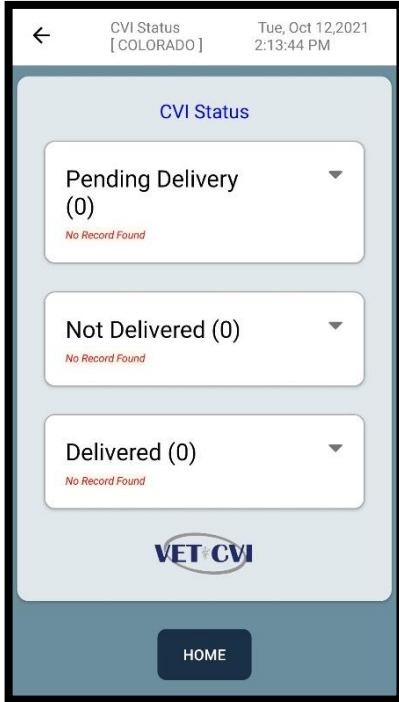 CVI Status
[ COLORADO ]
Tue, Oct 12,2021
2:13:44 PM
CVI Status
Pending Delivery
(0)
No Record Found
Not Delivered (0)
No Record Found
Delivered (0)
No Record Found
VET CVI
HOME